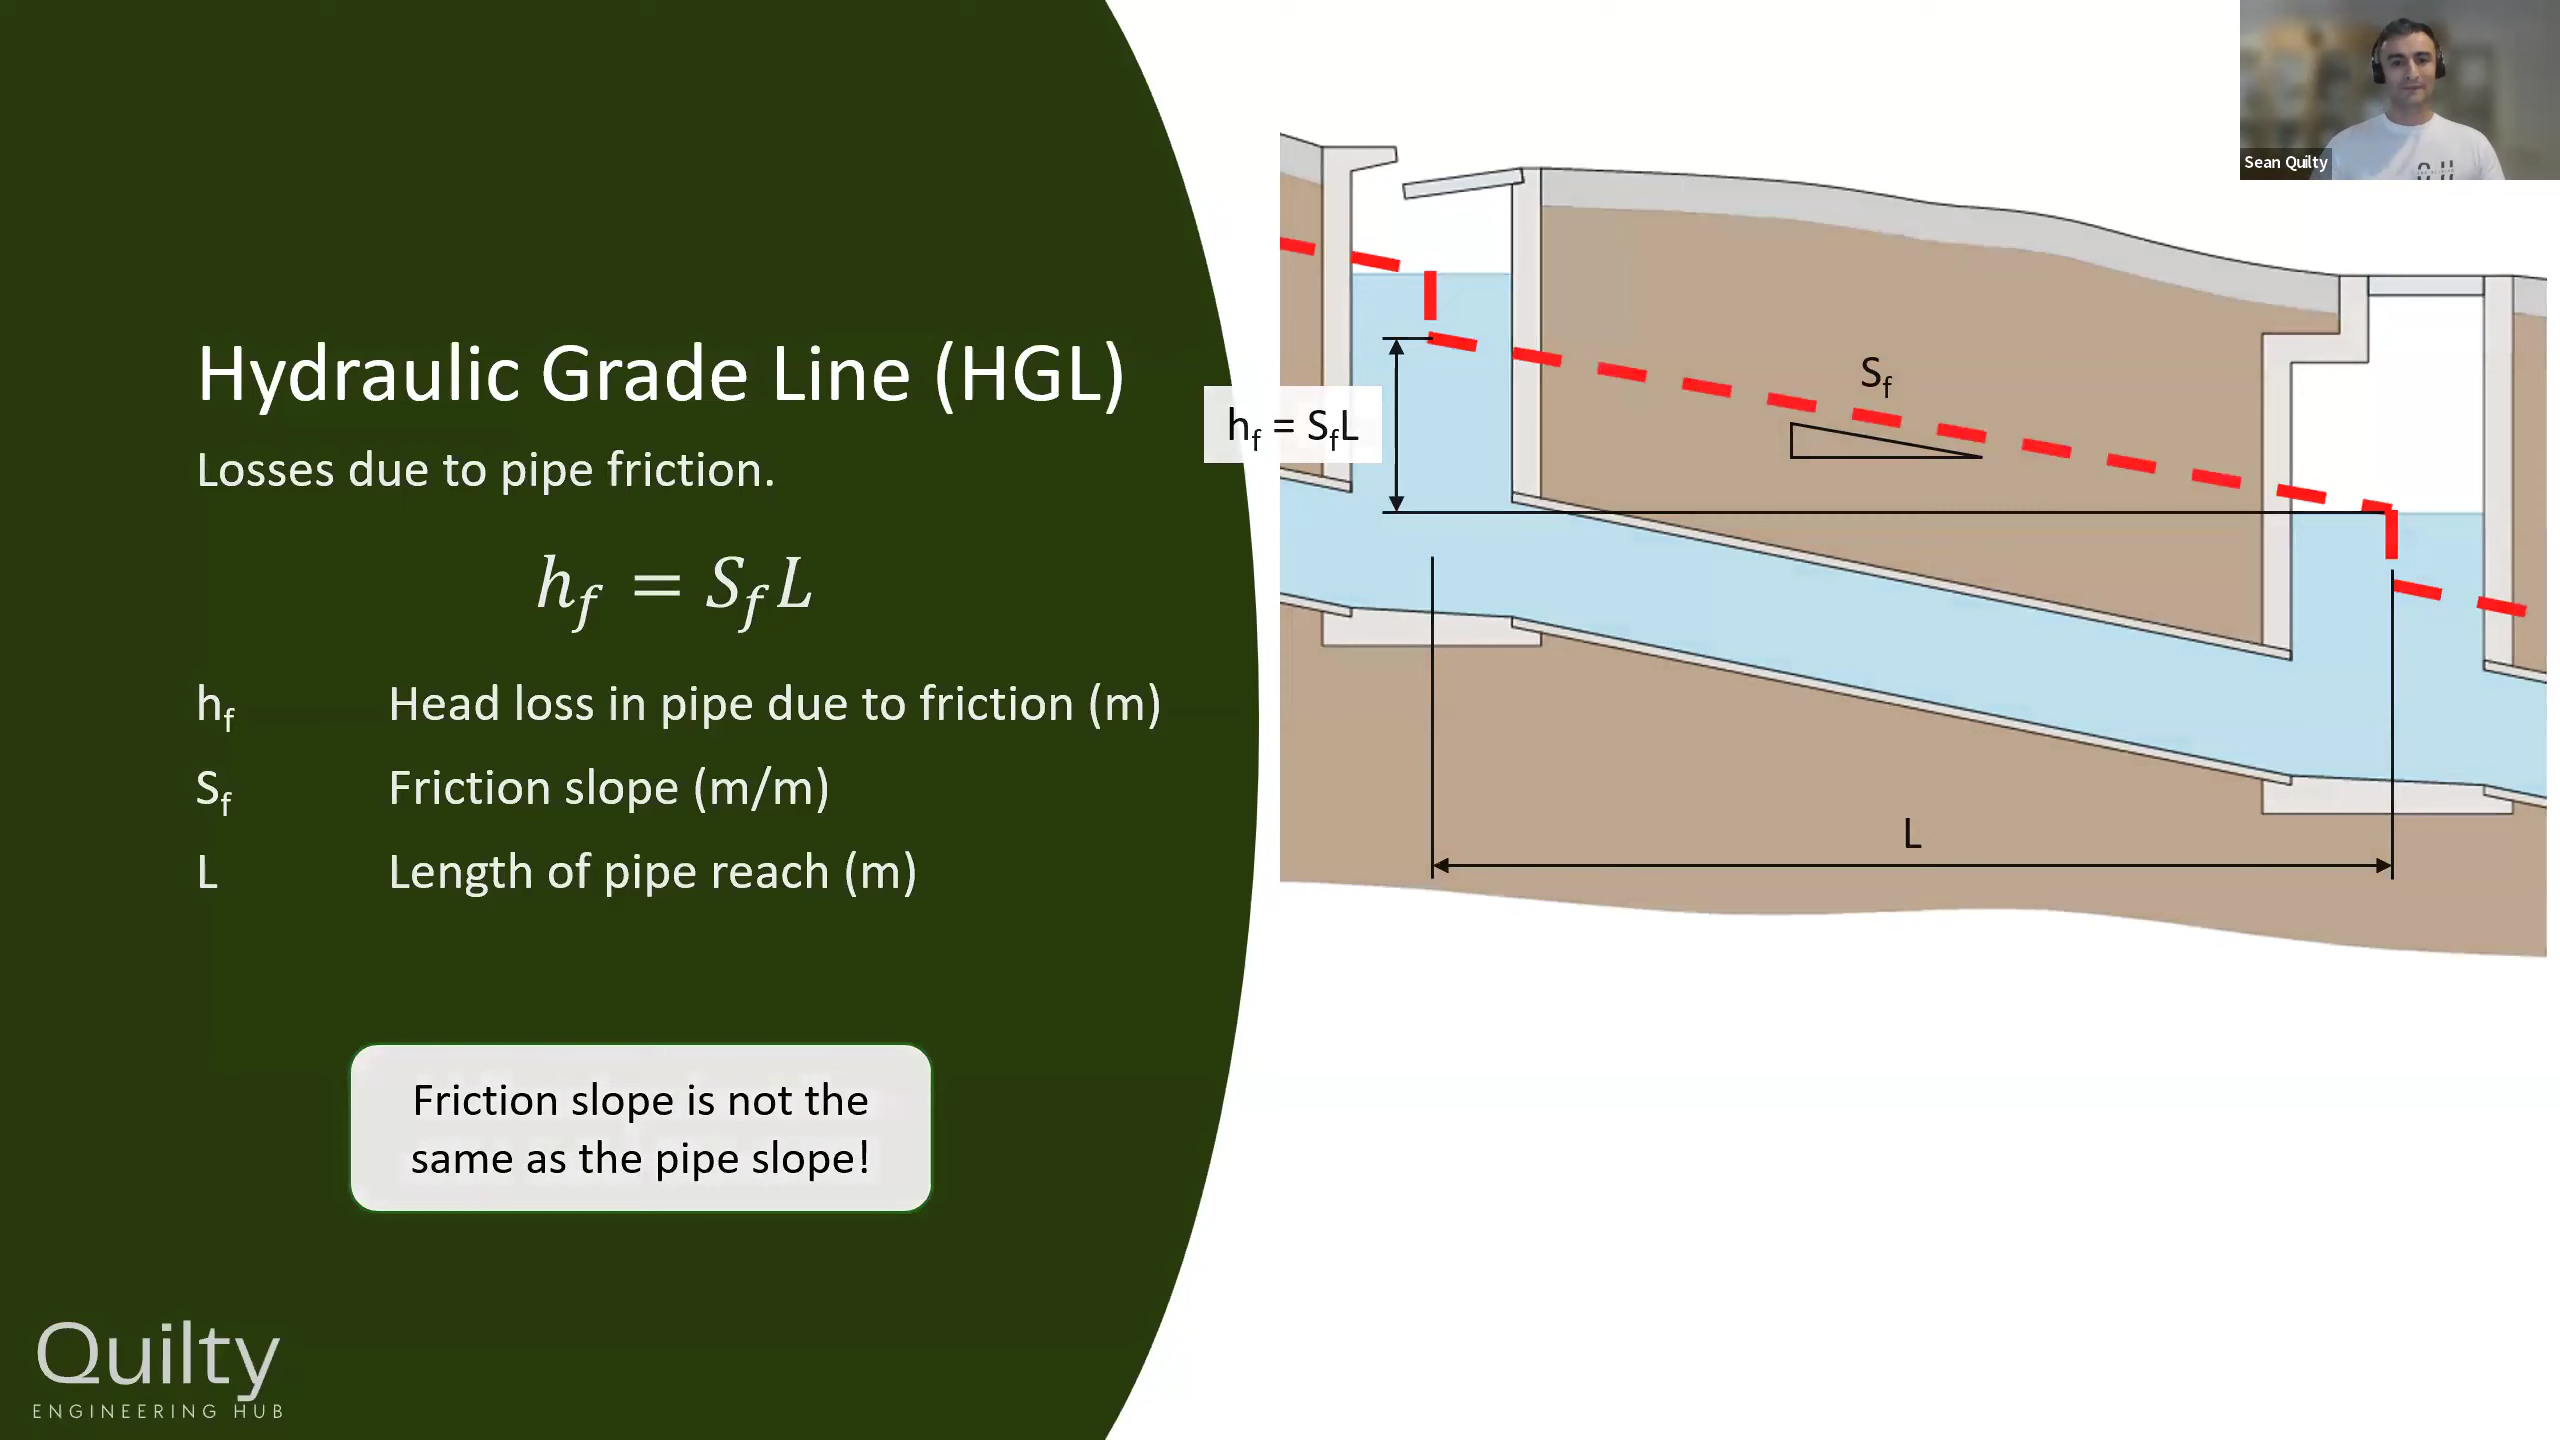 Sean Quilty
Hydraulic Grade Line (HGL)
Losses due to pipe friction.
h_f = S_f L
h_f Head loss in pipe due to friction (m)
S_f Friction slope (m/m)
L Length of pipe reach (m)
Friction slope is not the
same as the pipe slope!
Quilty
ENGINEERING HUB
S_f
h_f = S_fL
L